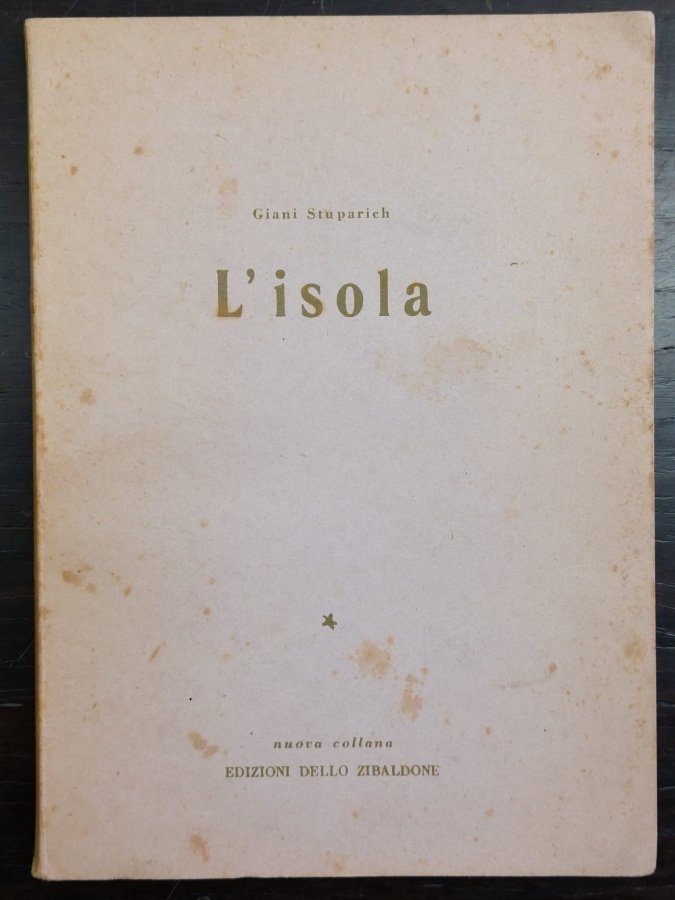 Giani Stuparich
L'isola
nuova collana
EDIZIONI DELLO ZIBALDONE